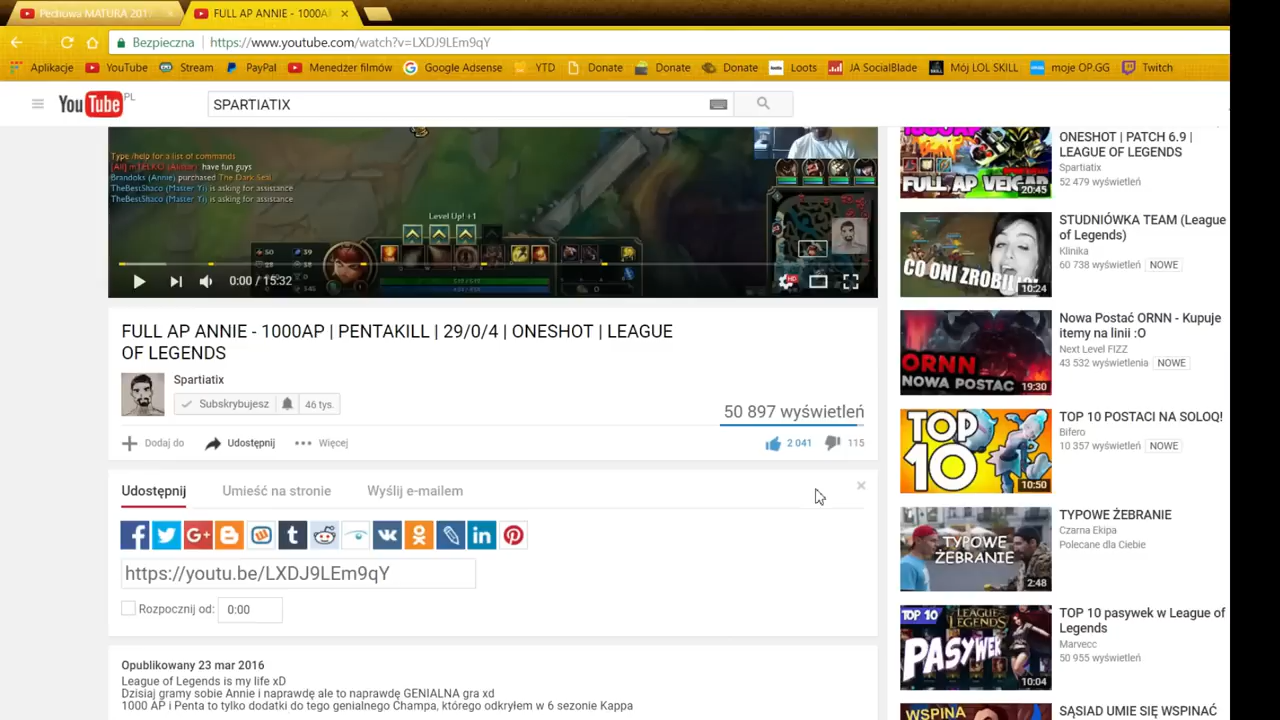 Pedrowa MATURA 201
FULL AP ANNIE - 1000A
Bezpieczna
https://www.youtube.com/watch?v=LXDJ9LEm9qY
Aplikacje
YouTube
Stream
PayPal
Menedżer filmów
Google Adsense
YTD
Donate
Donate
Donate
Loots
JA SocialBlade
Mój LOL SKILL
moje OP.GG
Twitch
YouTube PL
SPARTIATIX
Type /help for a list of commands
have fun guys
Brandoks (Annie) purchased The Dark Seal
TheBestShaco (Master Yi) is asking for assistance
TheBestShaco (Master Yi) is asking for assistance
Level Up! +1
0:00 / 15:32
HD
FULL AP ANNIE - 1000AP | PENTAKILL | 29/0/4 | ONESHOT | LEAGUE
OF LEGENDS
Spartiatix
Subskrybujesz
46 tys.
50 897 wyświetleń
Dodaj do
Udostępnij
Więcej
2 041
115
Udostępnij
Umieść na stronie
Wyślij e-mailem
https://youtu.be/LXDJ9LEm9qY
Rozpocznij od:
0:00
Opublikowany 23 mar 2016
League of Legends is my life xD
Dzisiaj gramy sobie Annie i naprawdę ale to naprawdę GENIALNA gra xd
1000 AP i Penta to tylko dodatki do tego genialnego Champa, którego odkryłem w 6 sezonie Kappa
FULL AP VEIGAR
20:45
ONESHOT | PATCH 6.9 |
LEAGUE OF LEGENDS
Spartiatix
52 479 wyświetleń
CO ONI ZROBILI
10:24
STUDNIÓWKA TEAM (League
of Legends)
Klinika
60 738 wyświetleń
NOWE
ORNN
NOWA POSTAĆ
19:30
Nowa Postać ORNN - Kupuje
itemy na linii :O
Next Level FIZZ
43 532 wyświetlenia
NOWE
TOP
10
10:50
TOP 10 POSTACI NA SOLOQ!
Bifero
10 357 wyświetleń
NOWE
TYPOWE
ŻEBRANIE
2:48
TYPOWE ŻEBRANIE
Czarna Ekipa
Polecane dla Ciebie
TOP 10
LEAGUE
LEGENDS
PASYWEK
10:04
TOP 10 pasywek w League of
Legends
Marvecc
50 955 wyświetleń
WSPINA
SĄSIAD UMIE SIĘ WSPINAĆ